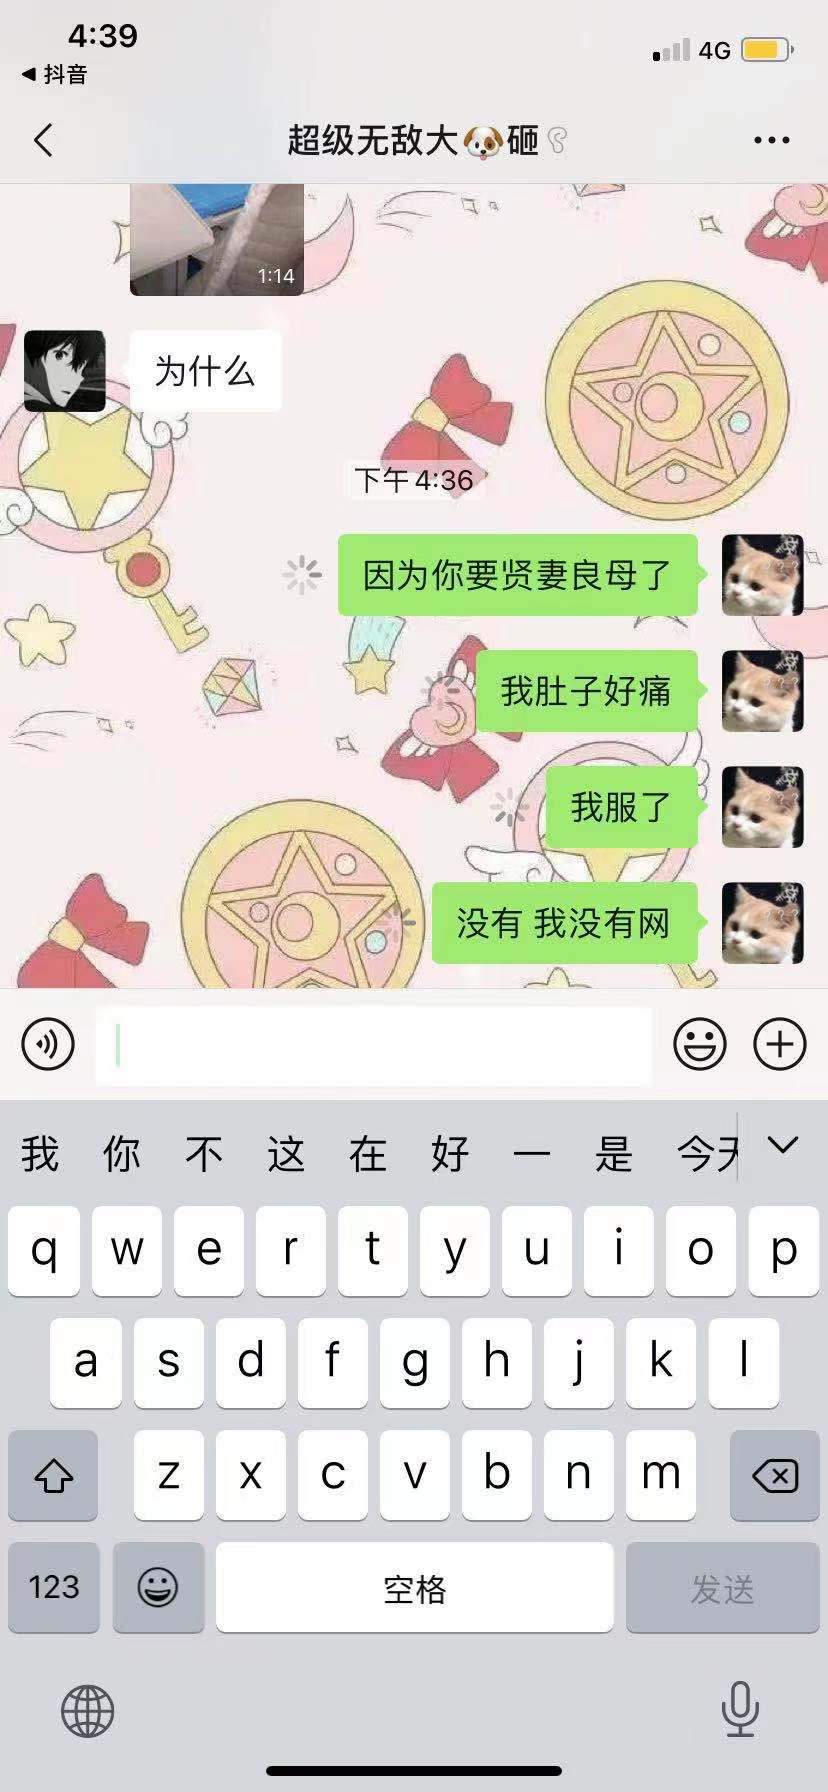 4:39
4G
◀ 抖音
超级无敌大🐶砸
1:14
为什么
下午4:36
因为你要贤妻良母了
我肚子好痛
我服了
没有 我没有网
我 你 不 这 在 好 一 是 今天
q w e r t y u i o p
a s d f g h j k l
z x c v b n m
123 空格 发送